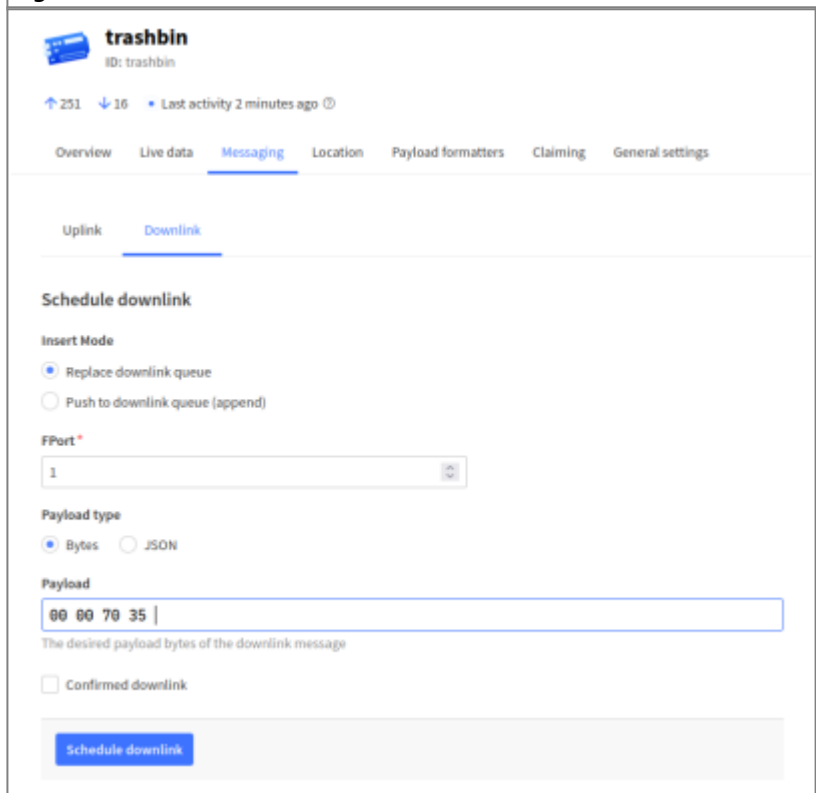 trashbin
ID: trashbin
↑ 251 ↓ 16 • Last activity 2 minutes ago
Overview Live data Messaging Location Payload formatters Claiming General settings
Uplink Downlink
Schedule downlink
Insert Mode
Replace downlink queue
Push to downlink queue (append)
FPort*
1
Payload type
Bytes JSON
Payload
00 00 70 35
The desired payload bytes of the downlink message
Confirmed downlink
Schedule downlink